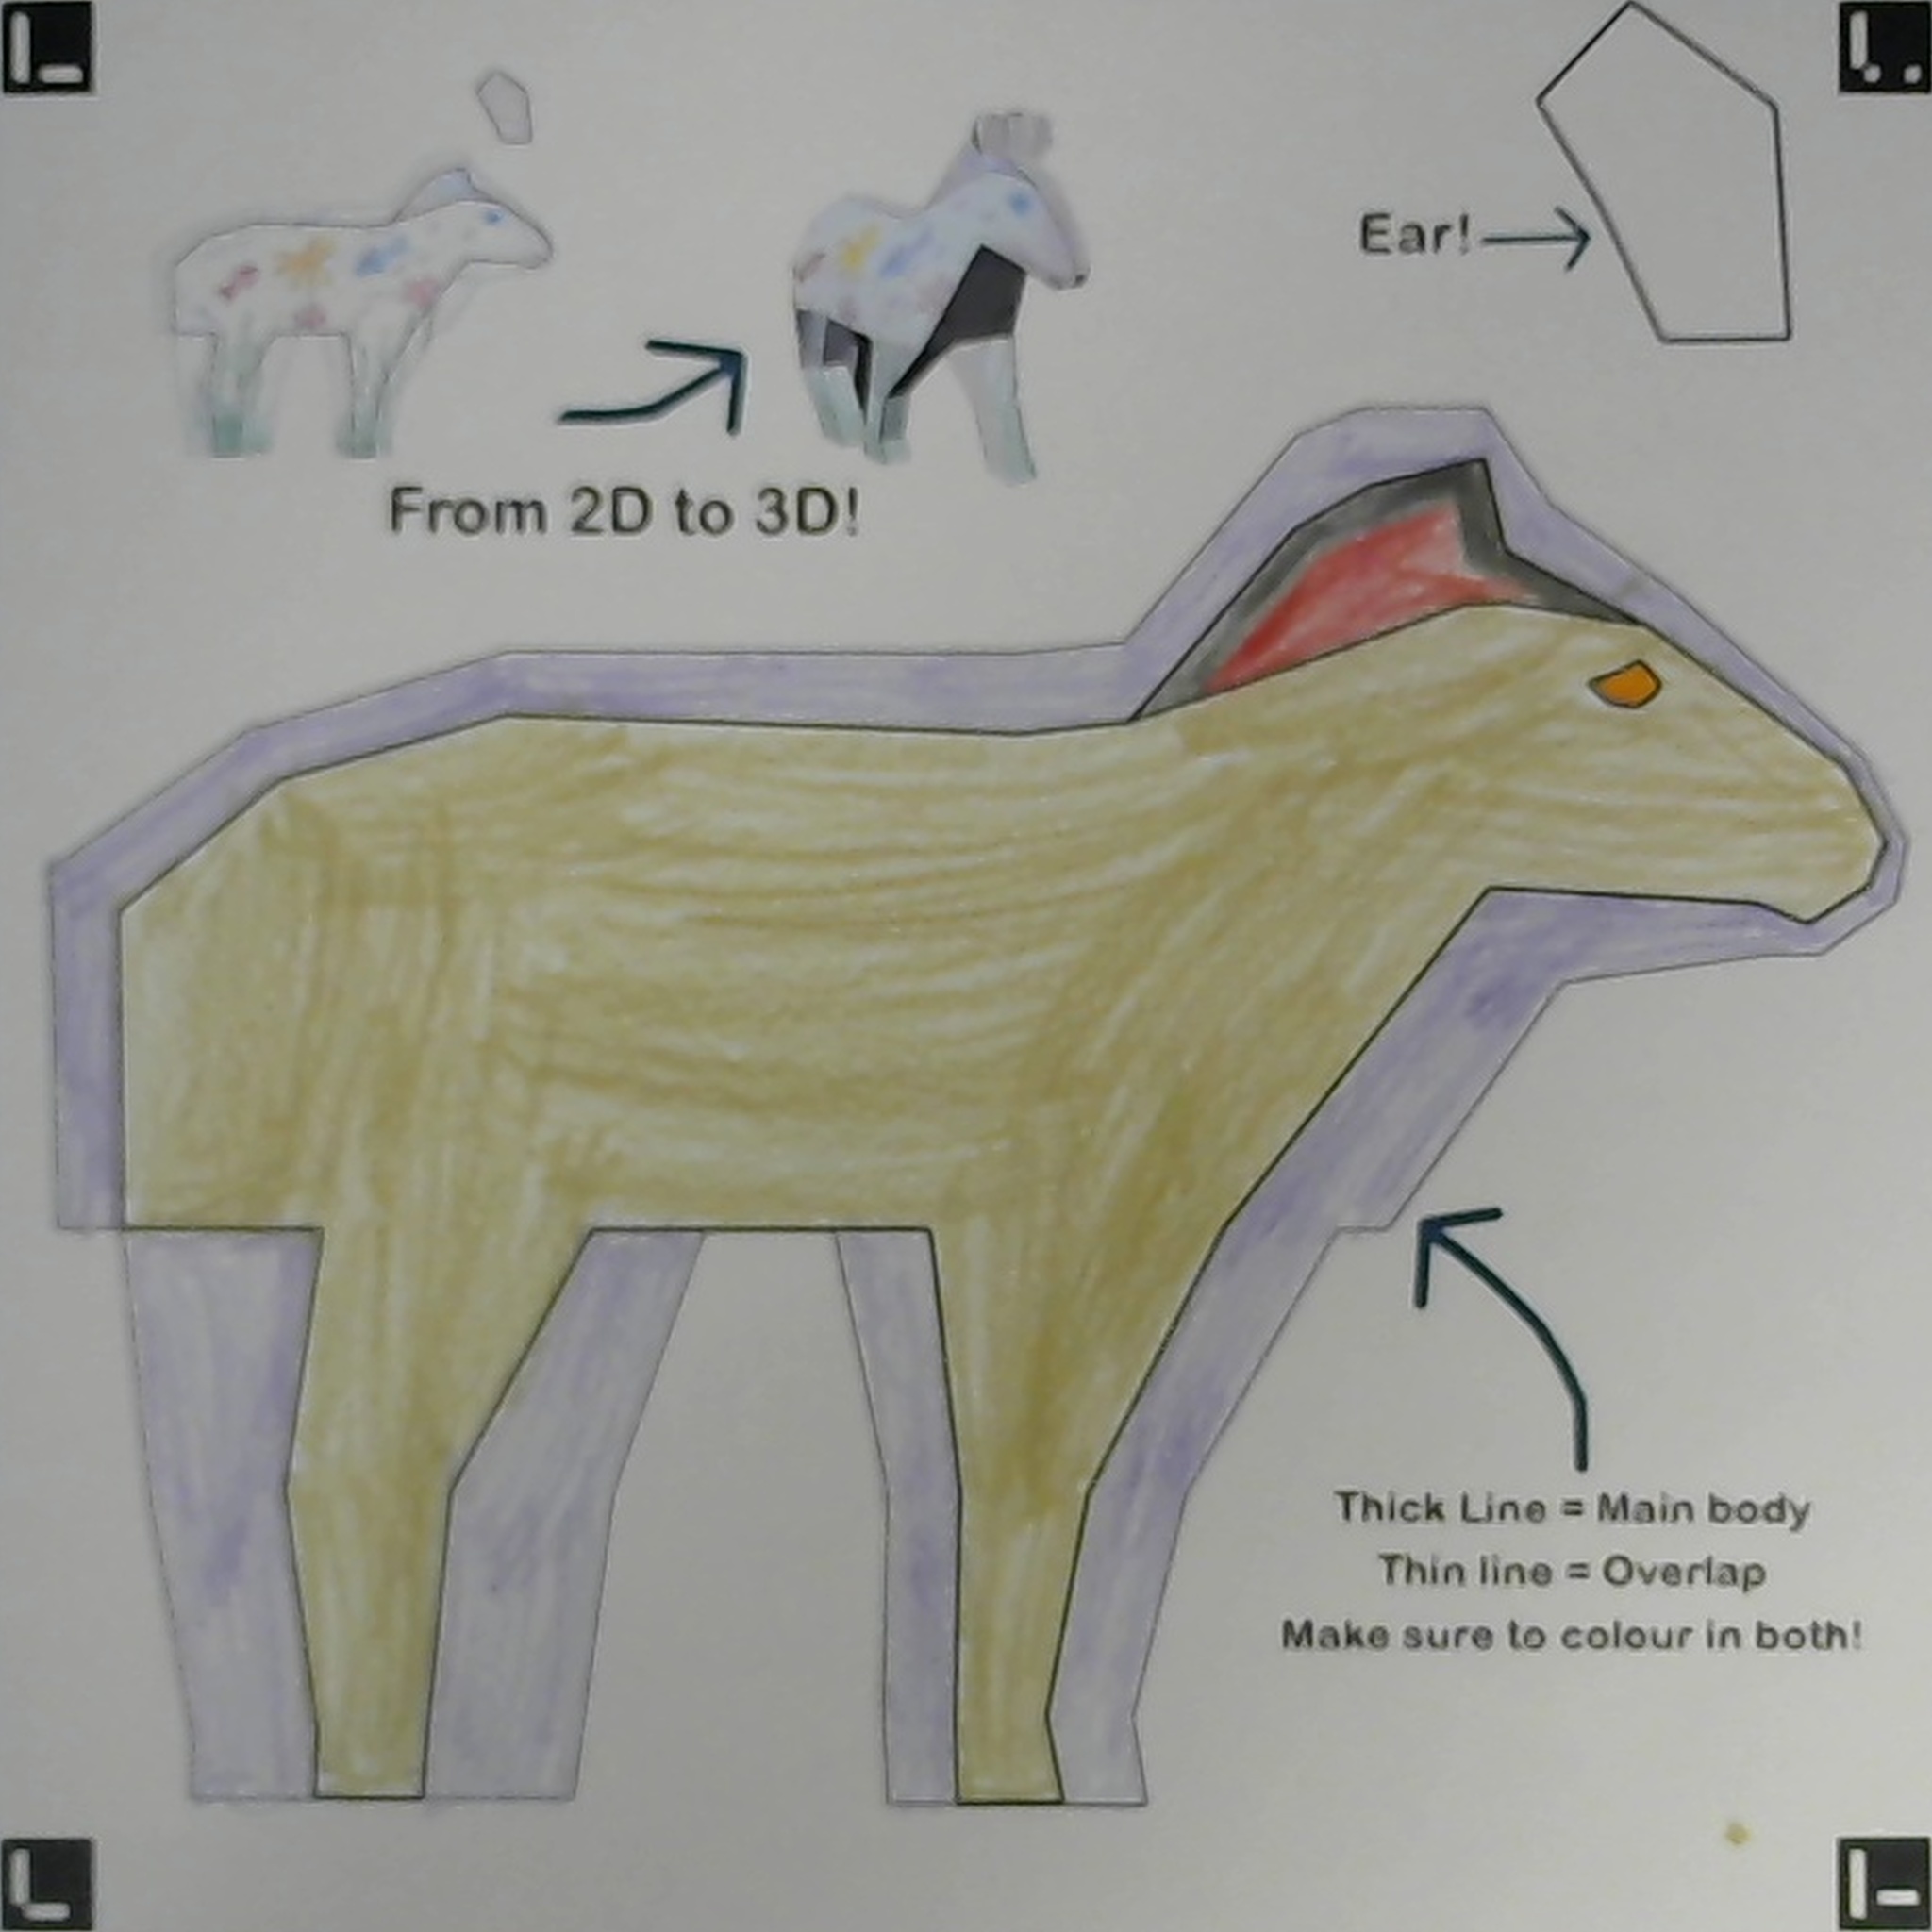 Ear!
From 2D to 3D!
Thick Line = Main body
Thin line = Overlap
Make sure to colour in both!